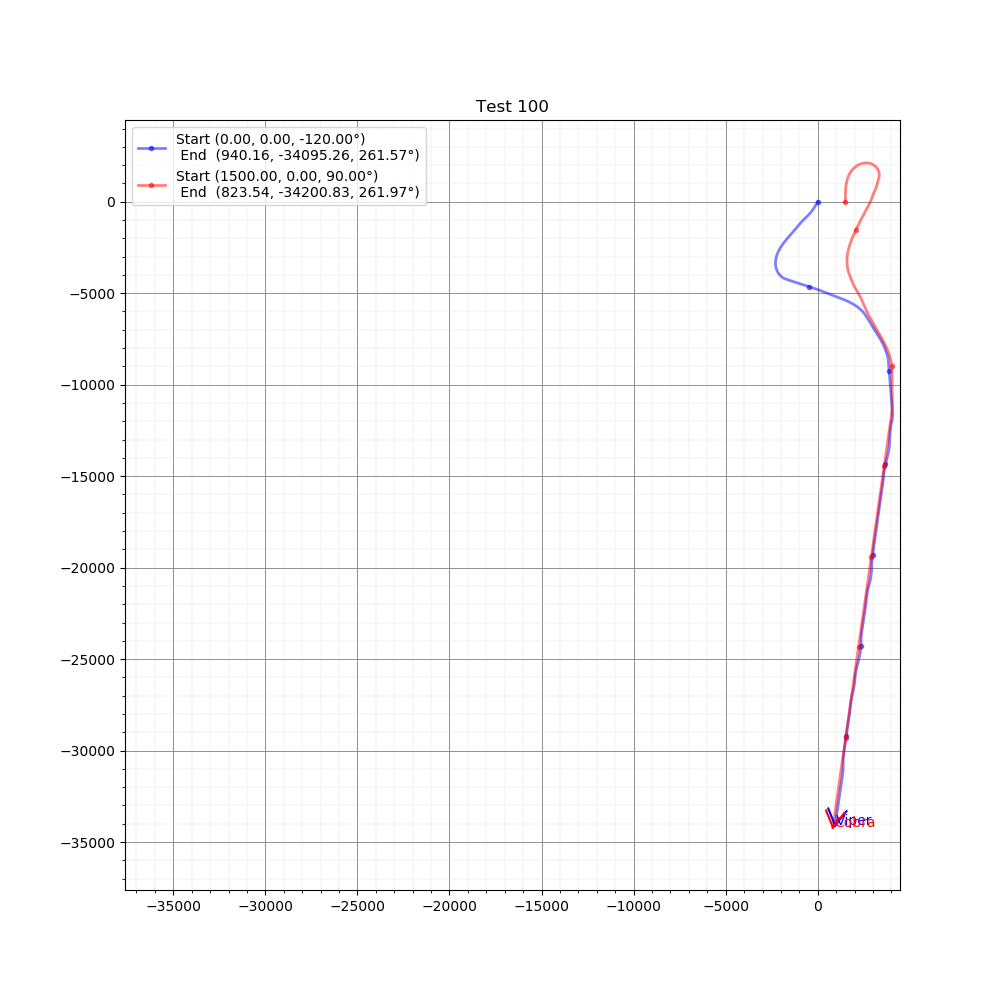 Test 100
Start (0.00, 0.00, -120.00°)
End (940.16, -34095.26, 261.57°)
Start (1500.00, 0.00, 90.00°)
End (823.54, -34200.83, 261.97°)
0
−5000
−10000
−15000
−20000
−25000
−30000
−35000
Viper
Cobra
−35000 −30000 −25000 −20000 −15000 −10000 −5000 0